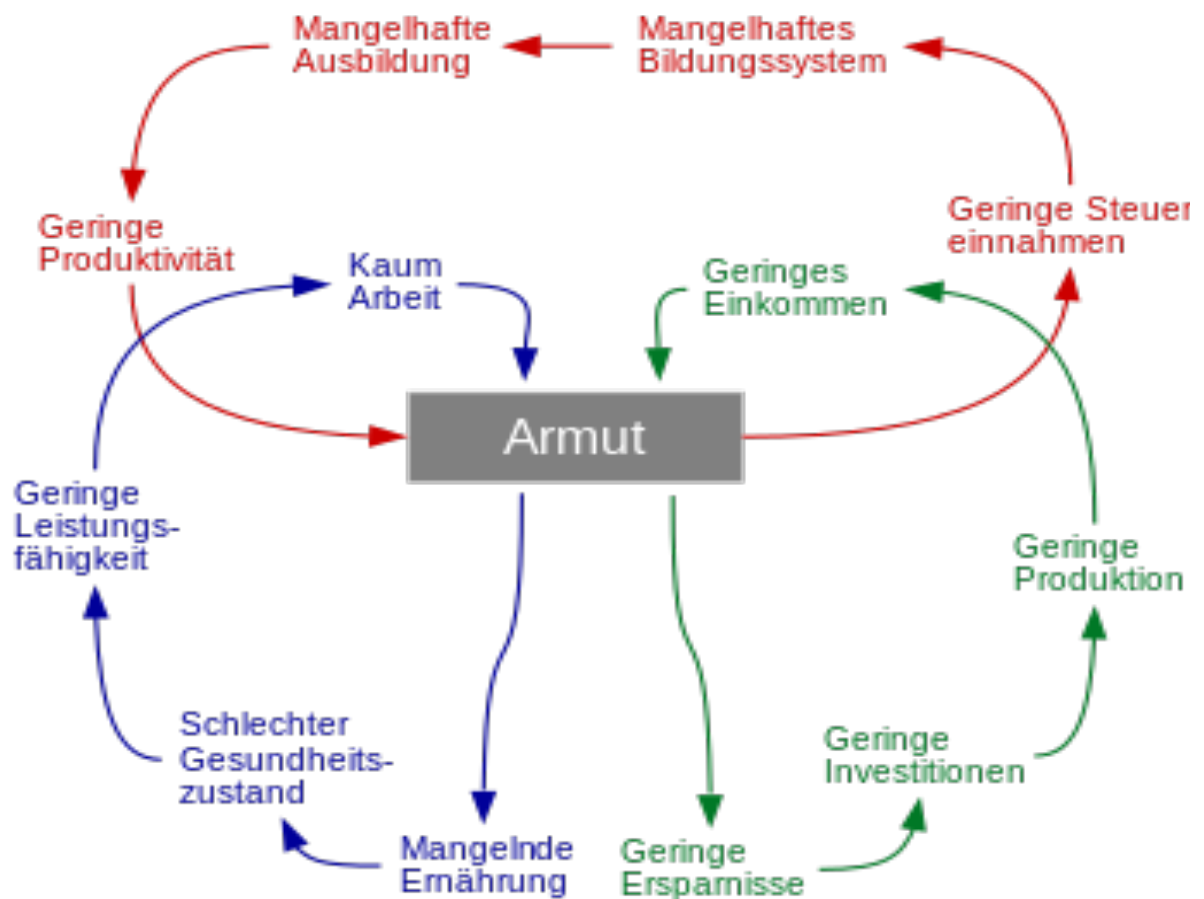 Mangelhafte
Ausbildung
Mangelhaftes
Bildungssystem
Geringe
Produktivität
Geringe Steuer
einnahmen
Kaum
Arbeit
Geringes
Einkommen
Armut
Geringe
Leistungs-
fähigkeit
Geringe
Produktion
Schlechter
Gesundheits-
zustand
Geringe
Investitionen
Mangelnde
Ernährung
Geringe
Ersparnisse